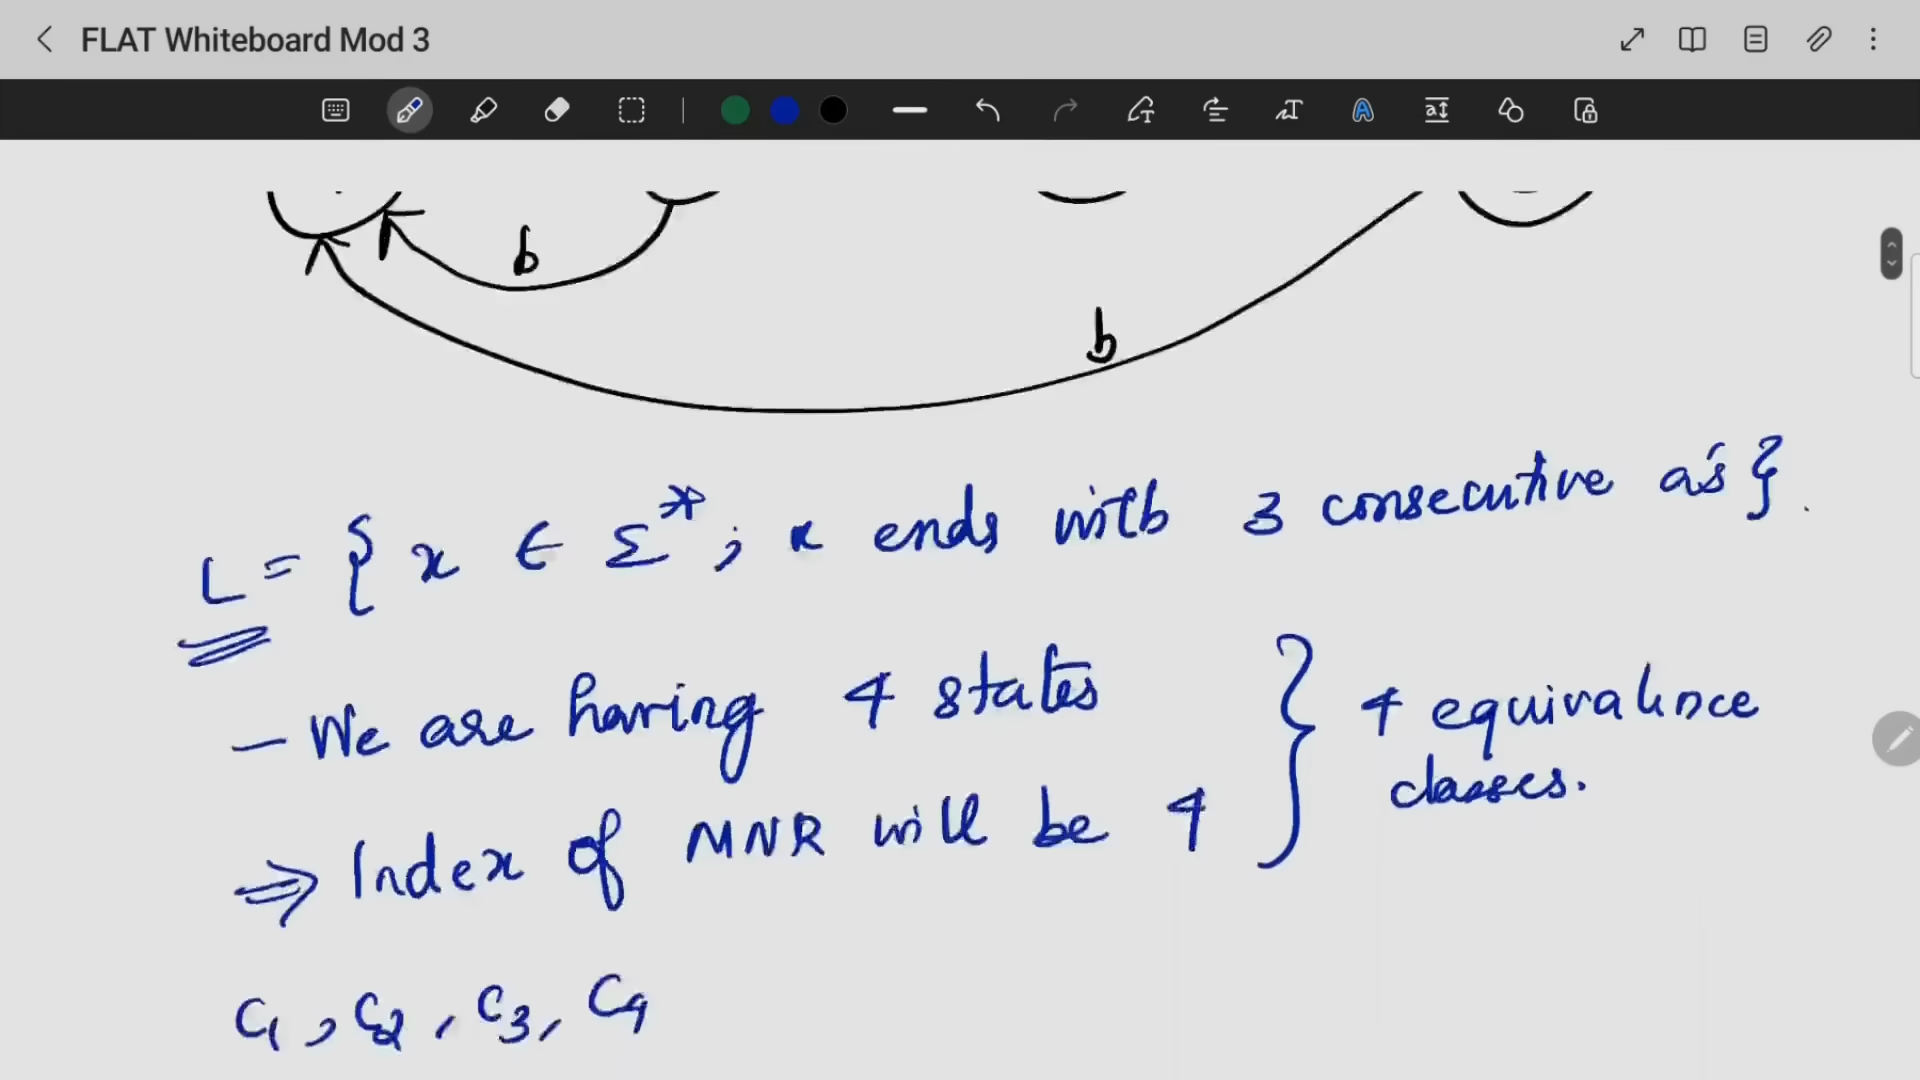 FLAT Whiteboard Mod 3
b
b
L = { x ∈ Σ* ; x ends with 3 consecutive a's } .
- We are having 4 states
4 equivalence classes.
⇒ Index of MNR will be 4
C1 , C2 , C3 , C4